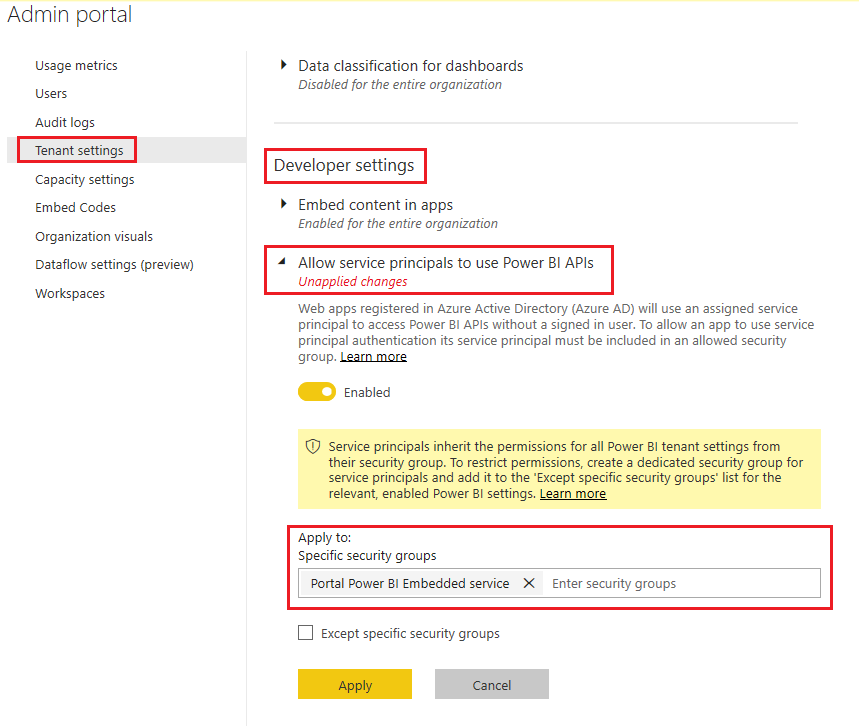 Admin portal
Usage metrics
Users
Audit logs
Tenant settings
Capacity settings
Embed Codes
Organization visuals
Dataflow settings (preview)
Workspaces
Data classification for dashboards
Disabled for the entire organization
Developer settings
Embed content in apps
Enabled for the entire organization
Allow service principals to use Power BI APIs
Unapplied changes
Web apps registered in Azure Active Directory (Azure AD) will use an assigned service
principal to access Power BI APIs without a signed in user. To allow an app to use service
principal authentication its service principal must be included in an allowed security
group. Learn more
Enabled
Service principals inherit the permissions for all Power BI tenant settings from
their security group. To restrict permissions, create a dedicated security group for
service principals and add it to the 'Except specific security groups' list for the
relevant, enabled Power BI settings. Learn more
Apply to:
Specific security groups
Portal Power BI Embedded service Enter security groups
Except specific security groups
Apply Cancel